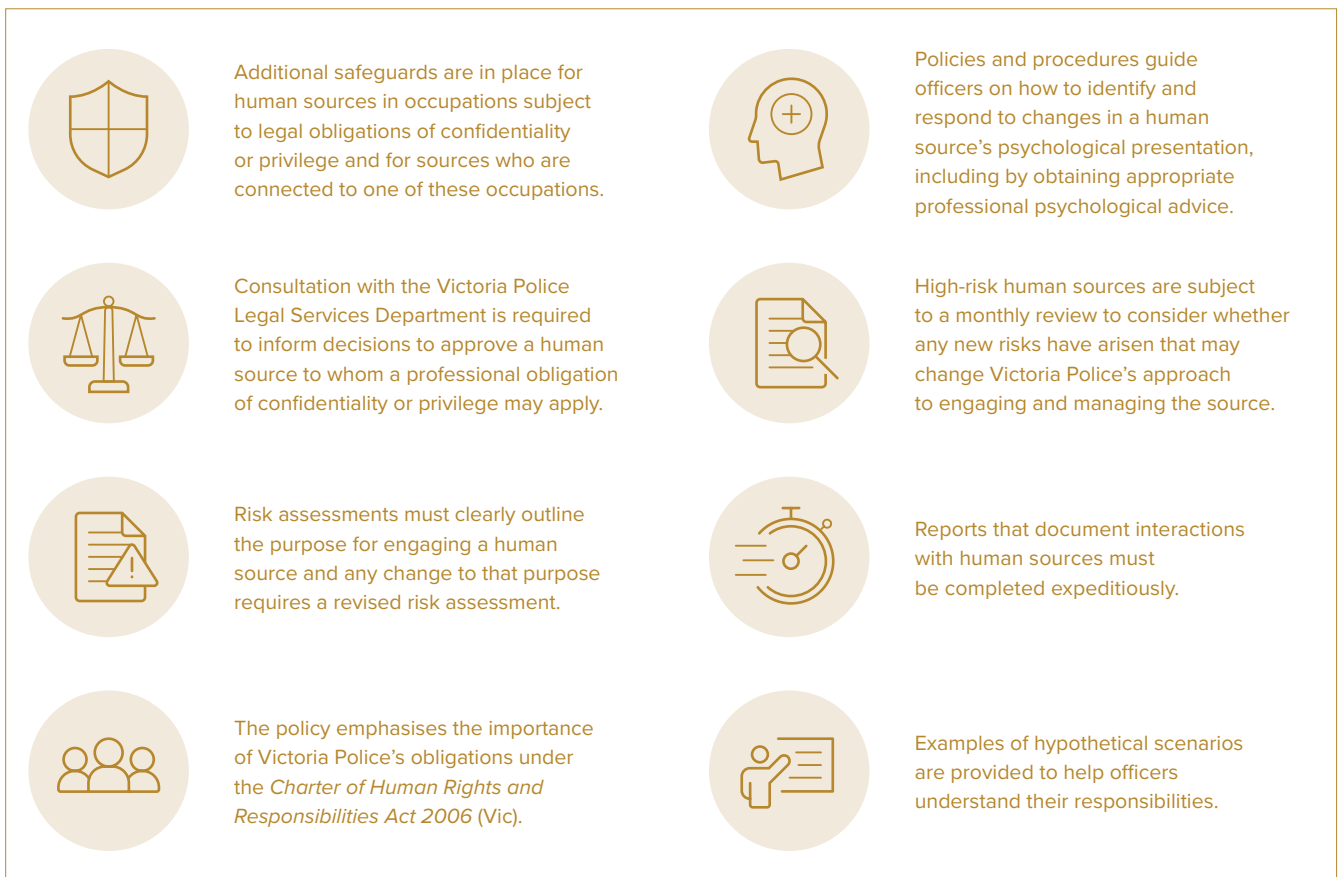 Additional safeguards are in place for
human sources in occupations subject
to legal obligations of confidentiality
or privilege and for sources who are
connected to one of these occupations.
Consultation with the Victoria Police
Legal Services Department is required
to inform decisions to approve a human
source to whom a professional obligation
of confidentiality or privilege may apply.
Risk assessments must clearly outline
the purpose for engaging a human
source and any change to that purpose
requires a revised risk assessment.
The policy emphasises the importance
of Victoria Police’s obligations under
the Charter of Human Rights and
Responsibilities Act 2006 (Vic).
Policies and procedures guide
officers on how to identify and
respond to changes in a human
source’s psychological presentation,
including by obtaining appropriate
professional psychological advice.
High-risk human sources are subject
to a monthly review to consider whether
any new risks have arisen that may
change Victoria Police’s approach
to engaging and managing the source.
Reports that document interactions
with human sources must
be completed expeditiously.
Examples of hypothetical scenarios
are provided to help officers
understand their responsibilities.